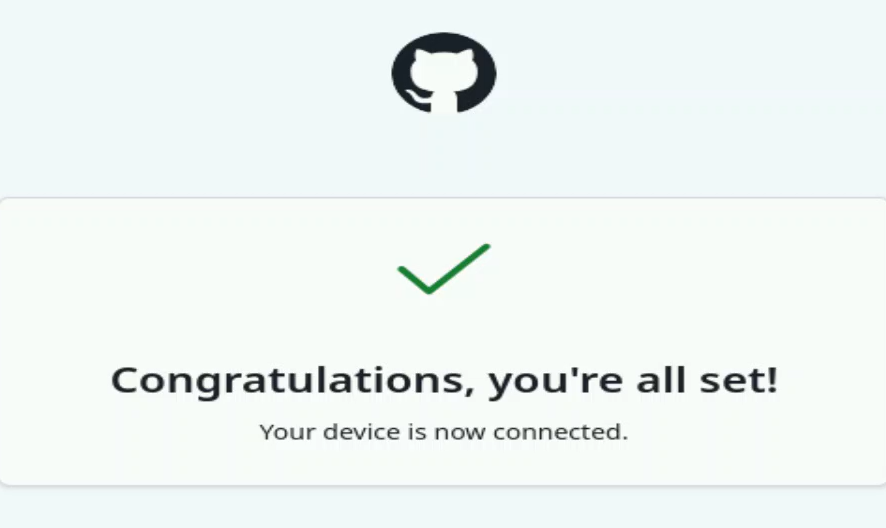 Congratulations, you're all set!
Your device is now connected.